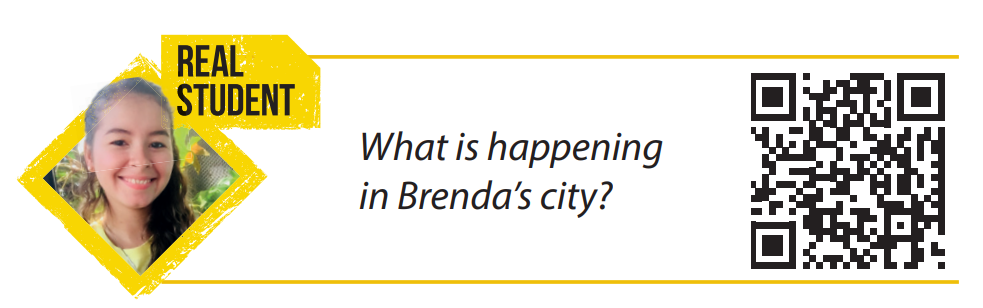 REAL
STUDENT
What is happening
in Brenda's city?